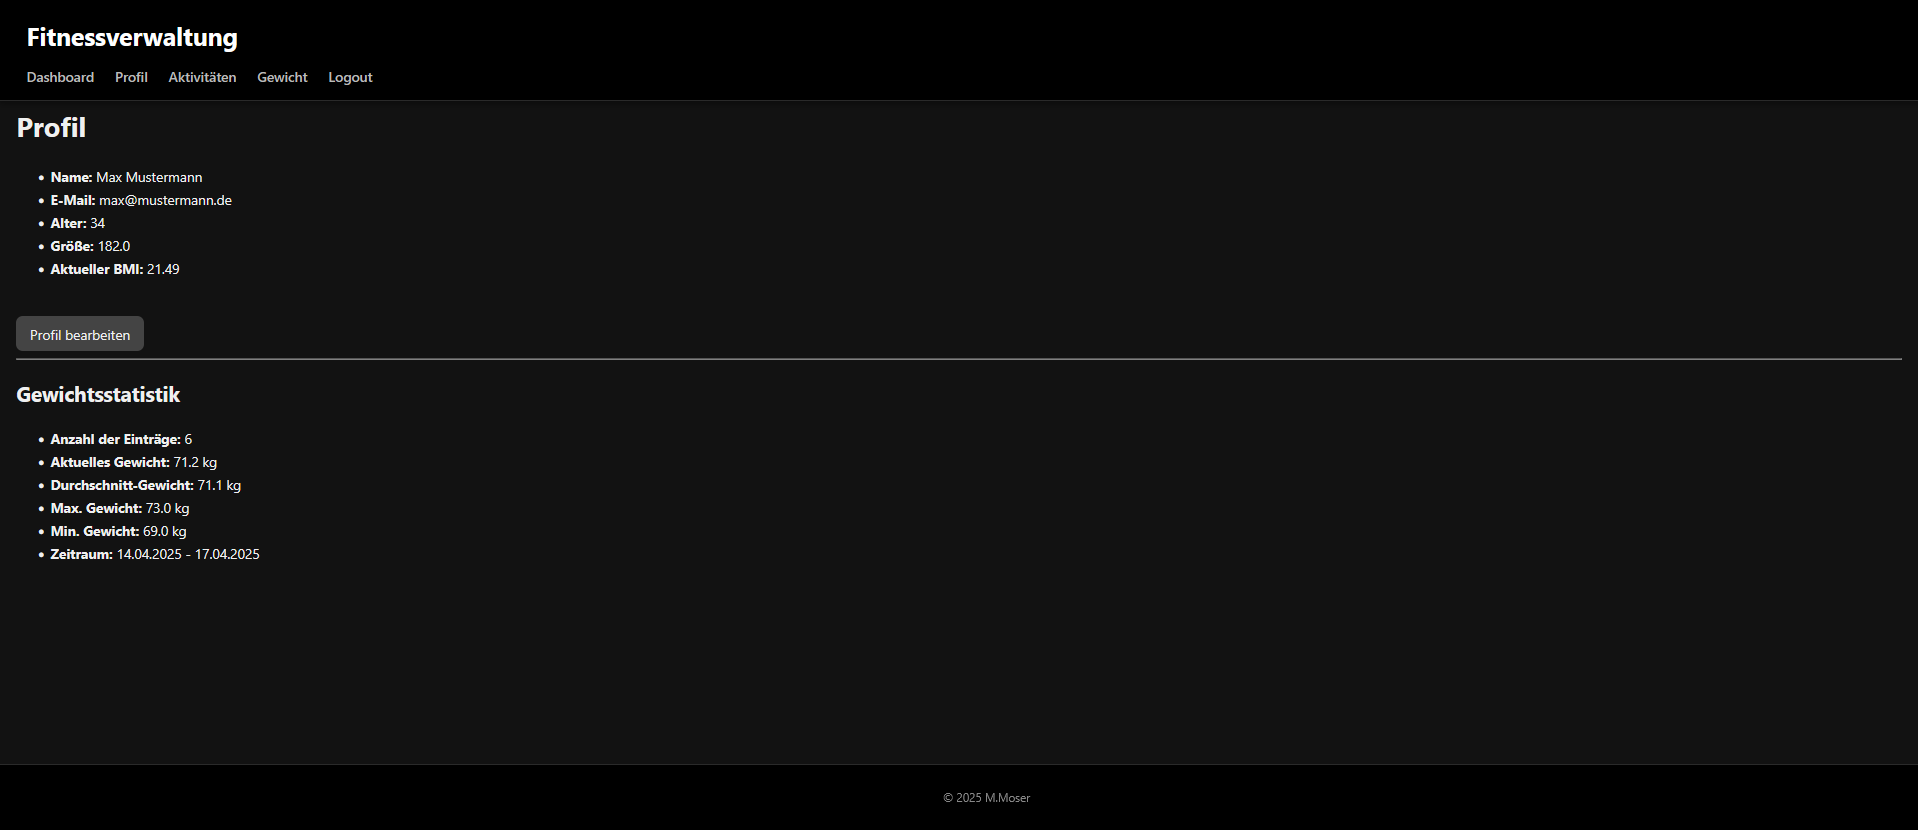 Fitnessverwaltung
Dashboard Profil Aktivitäten Gewicht Logout
Profil
• Name: Max Mustermann
• E-Mail: max@mustermann.de
• Alter: 34
• Größe: 182.0
• Aktueller BMI: 21.49
Profil bearbeiten
Gewichtsstatistik
• Anzahl der Einträge: 6
• Aktuelles Gewicht: 71.2 kg
• Durchschnitt-Gewicht: 71.1 kg
• Max. Gewicht: 73.0 kg
• Min. Gewicht: 69.0 kg
• Zeitraum: 14.04.2025 - 17.04.2025
© 2025 M.Moser